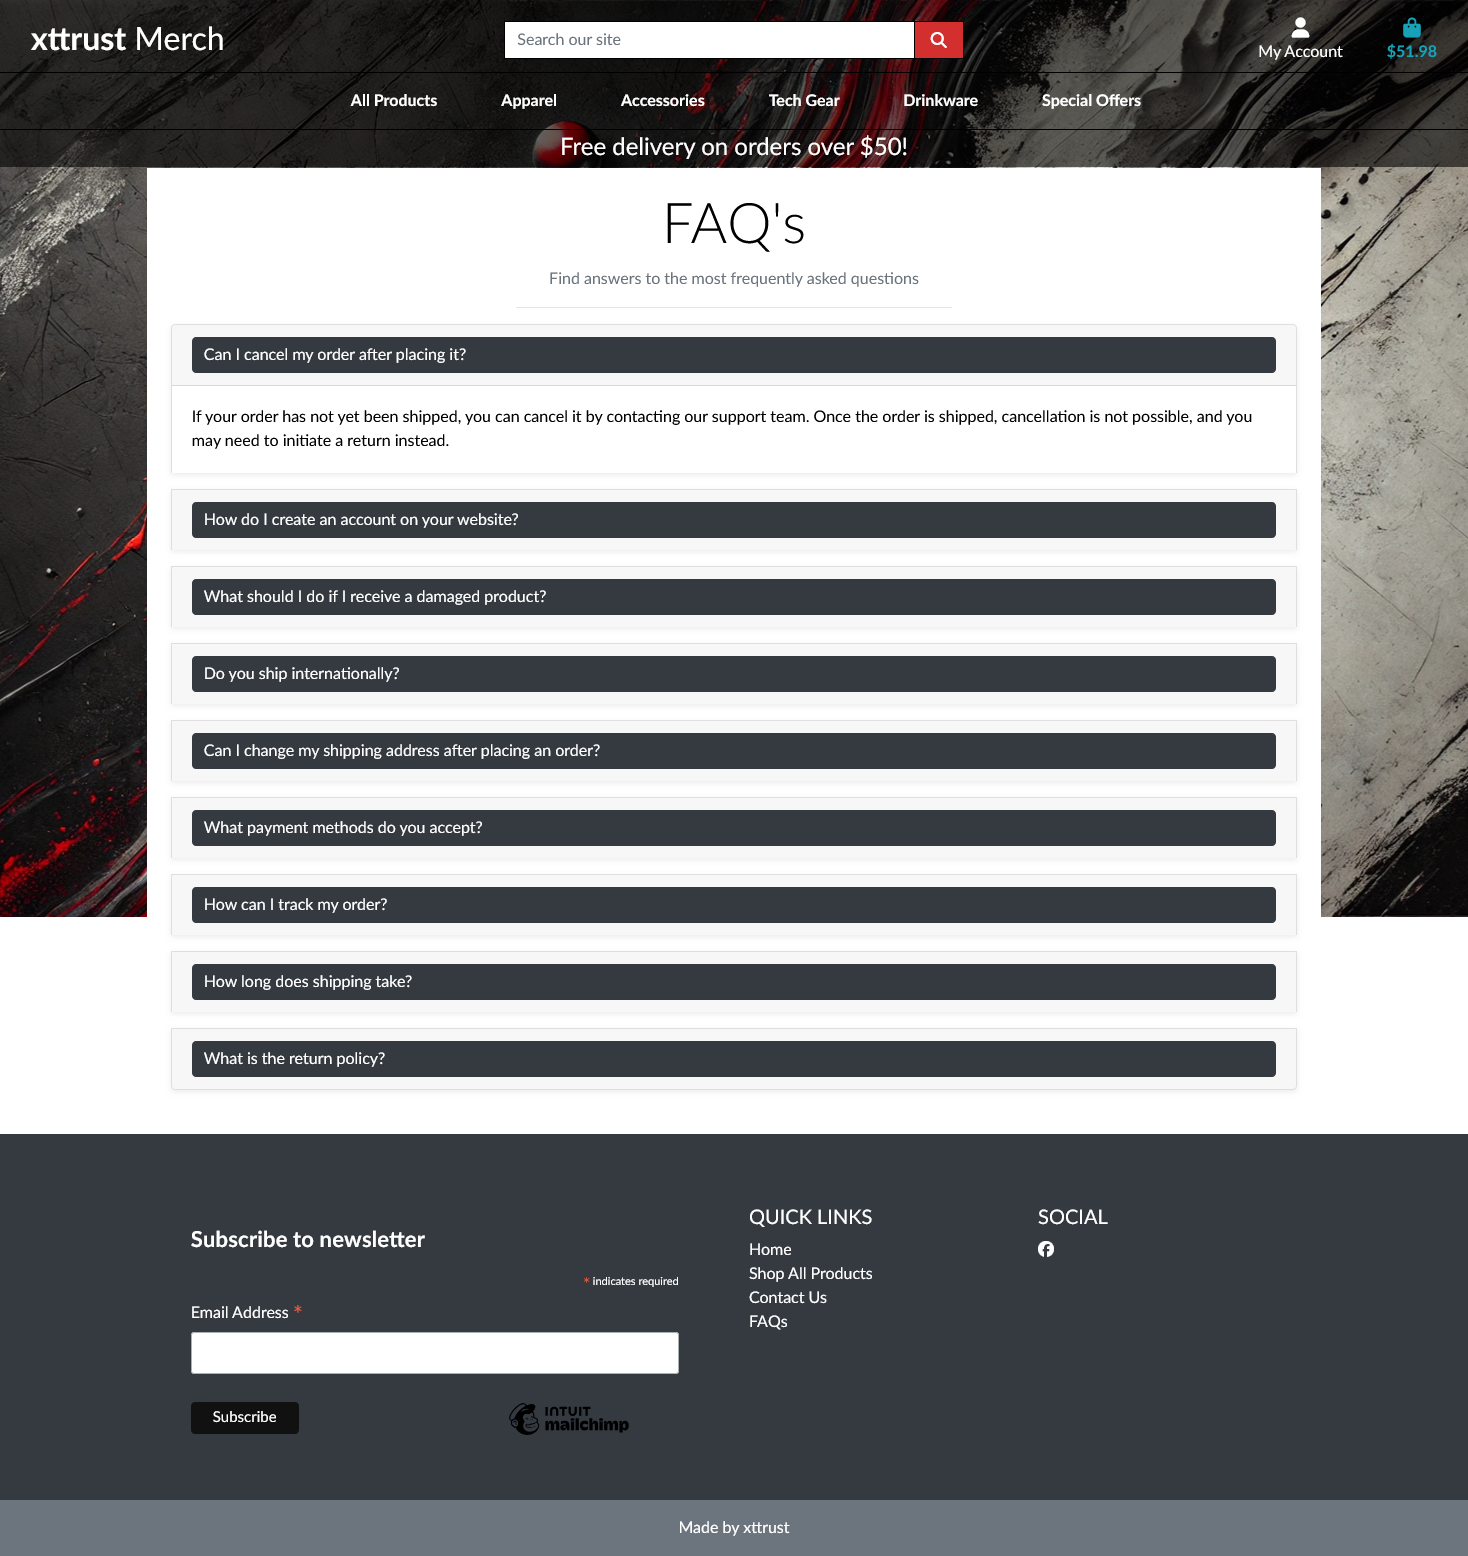 xttrust Merch
Search our site
My Account
$51.98
All Products
Apparel
Accessories
Tech Gear
Drinkware
Special Offers
Free delivery on orders over $50!
FAQ's
Find answers to the most frequently asked questions
Can I cancel my order after placing it?
If your order has not yet been shipped, you can cancel it by contacting our support team. Once the order is shipped, cancellation is not possible, and you
may need to initiate a return instead.
How do I create an account on your website?
What should I do if I receive a damaged product?
Do you ship internationally?
Can I change my shipping address after placing an order?
What payment methods do you accept?
How can I track my order?
How long does shipping take?
What is the return policy?
Subscribe to newsletter
* indicates required
Email Address *
Subscribe
INTUIT
mailchimp
QUICK LINKS
Home
Shop All Products
Contact Us
FAQs
SOCIAL
Made by xttrust